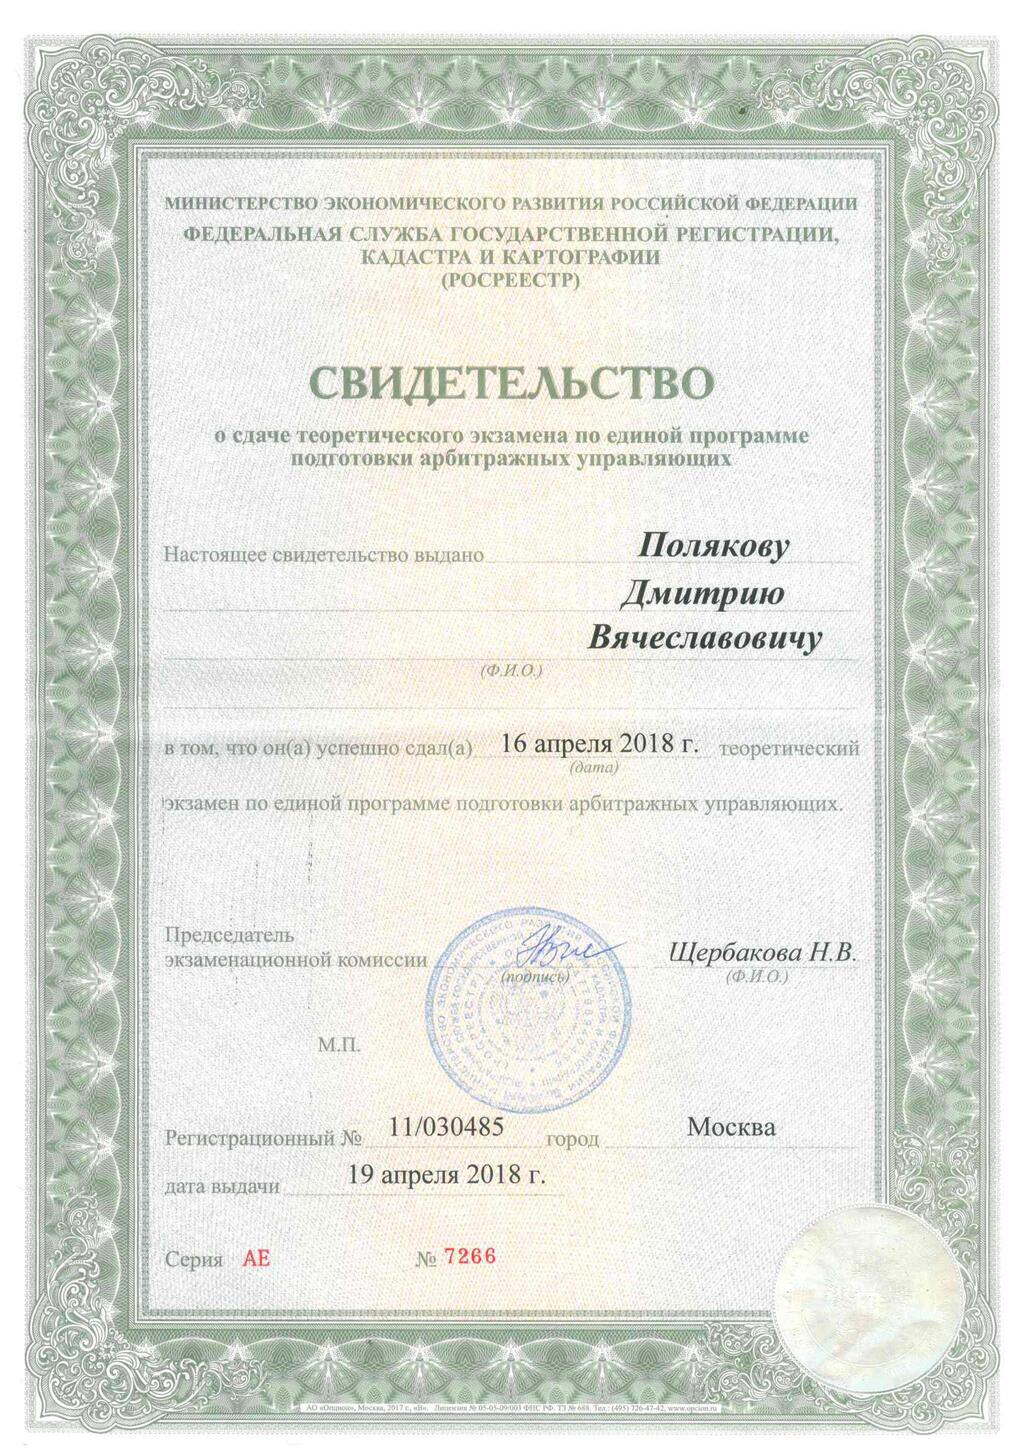 МИНИСТЕРСТВО ЭКОНОМИЧЕСКОГО РАЗВИТИЯ РОССИЙСКОЙ ФЕДЕРАЦИИ
ФЕДЕРАЛЬНАЯ СЛУЖБА ГОСУДАРСТВЕННОЙ РЕГИСТРАЦИИ,
КАДАСТРА И КАРТОГРАФИИ
(РОСРЕЕСТР)
СВИДЕТЕЛЬСТВО
о сдаче теоретического экзамена по единой программе
подготовки арбитражных управляющих
Настоящее свидетельство выдано Полякову
Дмитрию
Вячеславовичу
(Ф.И.О.)
в том, что он(а) успешно сдал(а) 16 апреля 2018 г. теоретический
(дата)
экзамен по единой программе подготовки арбитражных управляющих.
Председатель
экзаменационной комиссии Щербакова Н.В.
(подпись) (Ф.И.О.)
М.П.
Регистрационный № 11/030485 город Москва
дата выдачи 19 апреля 2018 г.
Серия АЕ № 7266
АО «Опцион», Москва, 2017 г., «В». Лицензия № 05-05-09/003 ФНС РФ. ТЗ № 688. Тел.: (495) 726-47-42, www.opcion.ru